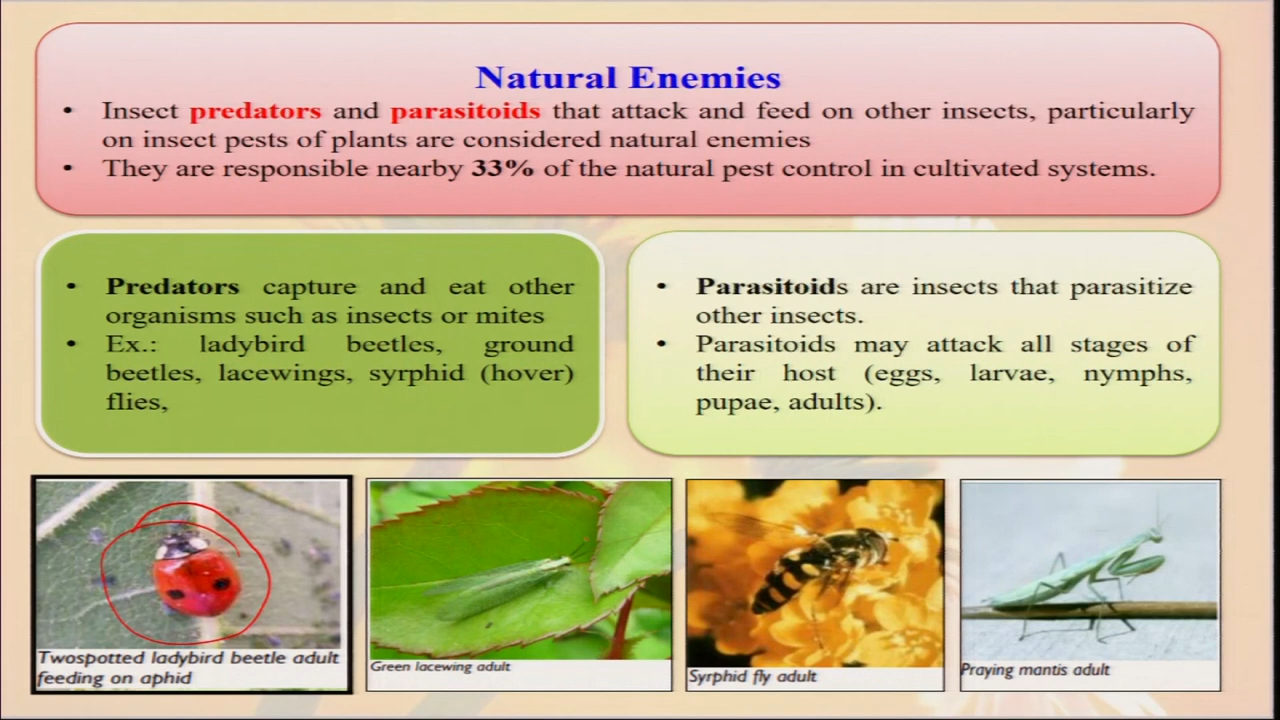 Natural Enemies
• Insect predators and parasitoids that attack and feed on other insects, particularly
on insect pests of plants are considered natural enemies
• They are responsible nearby 33% of the natural pest control in cultivated systems.
• Predators capture and eat other
organisms such as insects or mites
• Ex.: ladybird beetles, ground
beetles, lacewings, syrphid (hover)
flies,
• Parasitoids are insects that parasitize
other insects.
• Parasitoids may attack all stages of
their host (eggs, larvae, nymphs,
pupae, adults).
Twospotted ladybird beetle adult
feeding on aphid
Green lacewing adult
Syrphid fly adult
Praying mantis adult